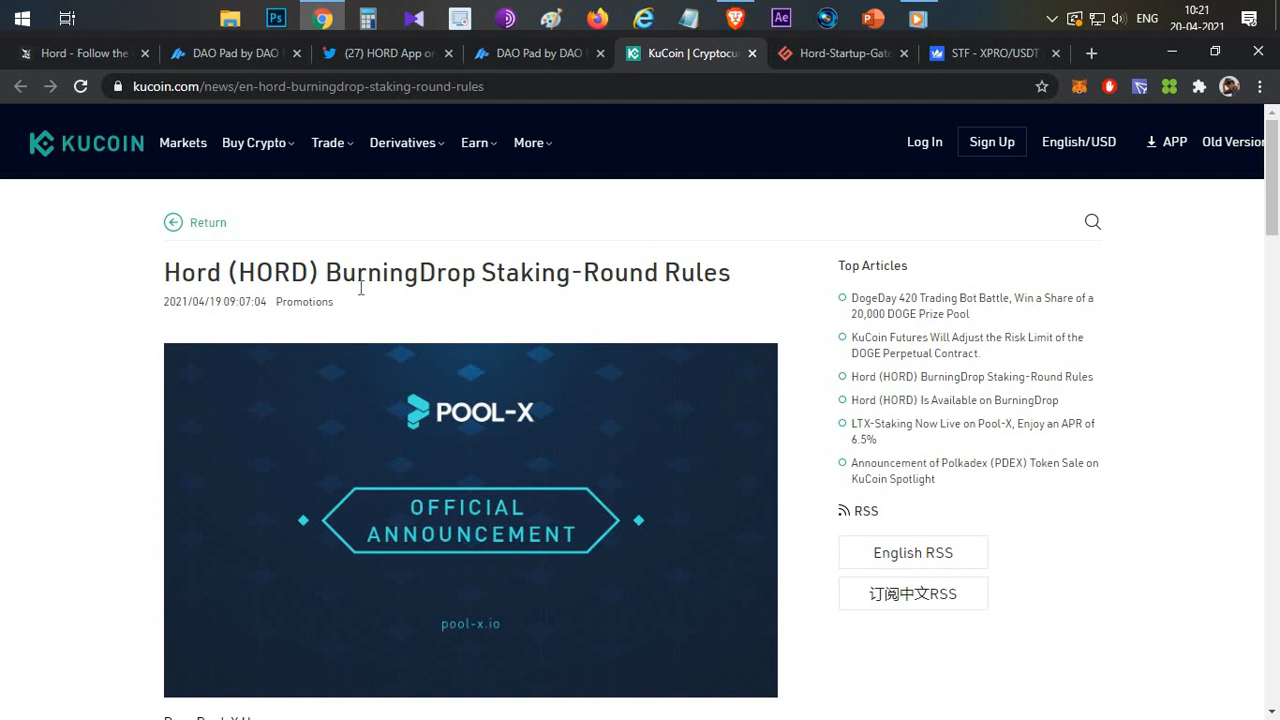 10:21
ENG
20-04-2021
Hord - Follow the
DAO Pad by DAO
(27) HORD App o
DAO Pad by DAO
KuCoin | Cryptocu
Hord-Startup-Gate
STF - XPRO/USDT
kucoin.com/news/en-hord-burningdrop-staking-round-rules
KUCOIN
Markets
Buy Crypto
Trade
Derivatives
Earn
More
Log In
Sign Up
English/USD
APP
Old Version
Return
Hord (HORD) BurningDrop Staking-Round Rules
2021/04/19 09:07:04 Promotions
POOL-X
OFFICIAL
ANNOUNCEMENT
pool-x.io
Top Articles
DogeDay 420 Trading Bot Battle, Win a Share of a
20,000 DOGE Prize Pool
KuCoin Futures Will Adjust the Risk Limit of the
DOGE Perpetual Contract.
Hord (HORD) BurningDrop Staking-Round Rules
Hord (HORD) Is Available on BurningDrop
LTX-Staking Now Live on Pool-X, Enjoy an APR of
6.5%
Announcement of Polkadex (PDEX) Token Sale on
KuCoin Spotlight
RSS
English RSS
订阅中文RSS